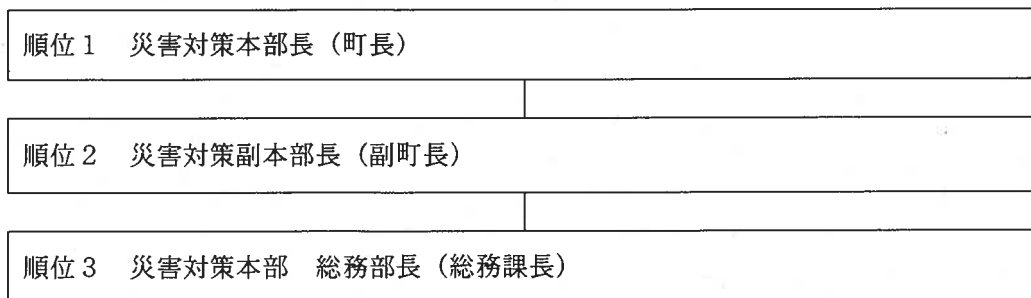 順位1　災害対策本部長（町長）
順位2　災害対策副本部長（副町長）
順位3　災害対策本部　総務部長（総務課長）